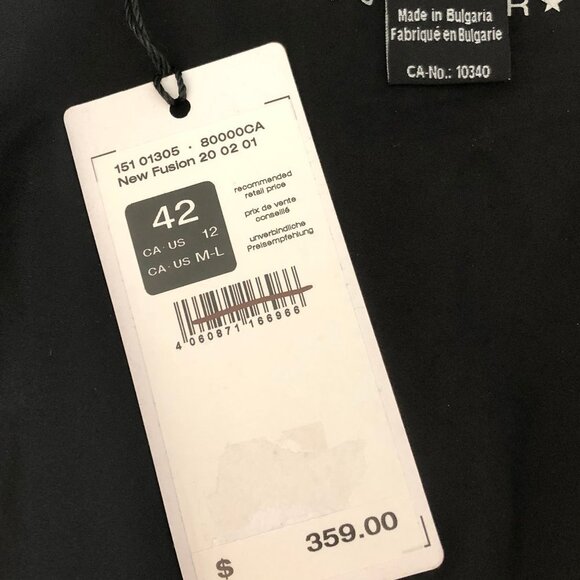 R ★
Made in Bulgaria
Fabriqué en Bulgarie
CA-No.: 10340
151 01305 · 80000CA
New Fusion 20 02 01
42
CA· US 12
CA· US M-L
recommended
retail price
prix de vente
conseillé
unverbindliche
Preisempfehlung
4 060871 166966
$ 359.00